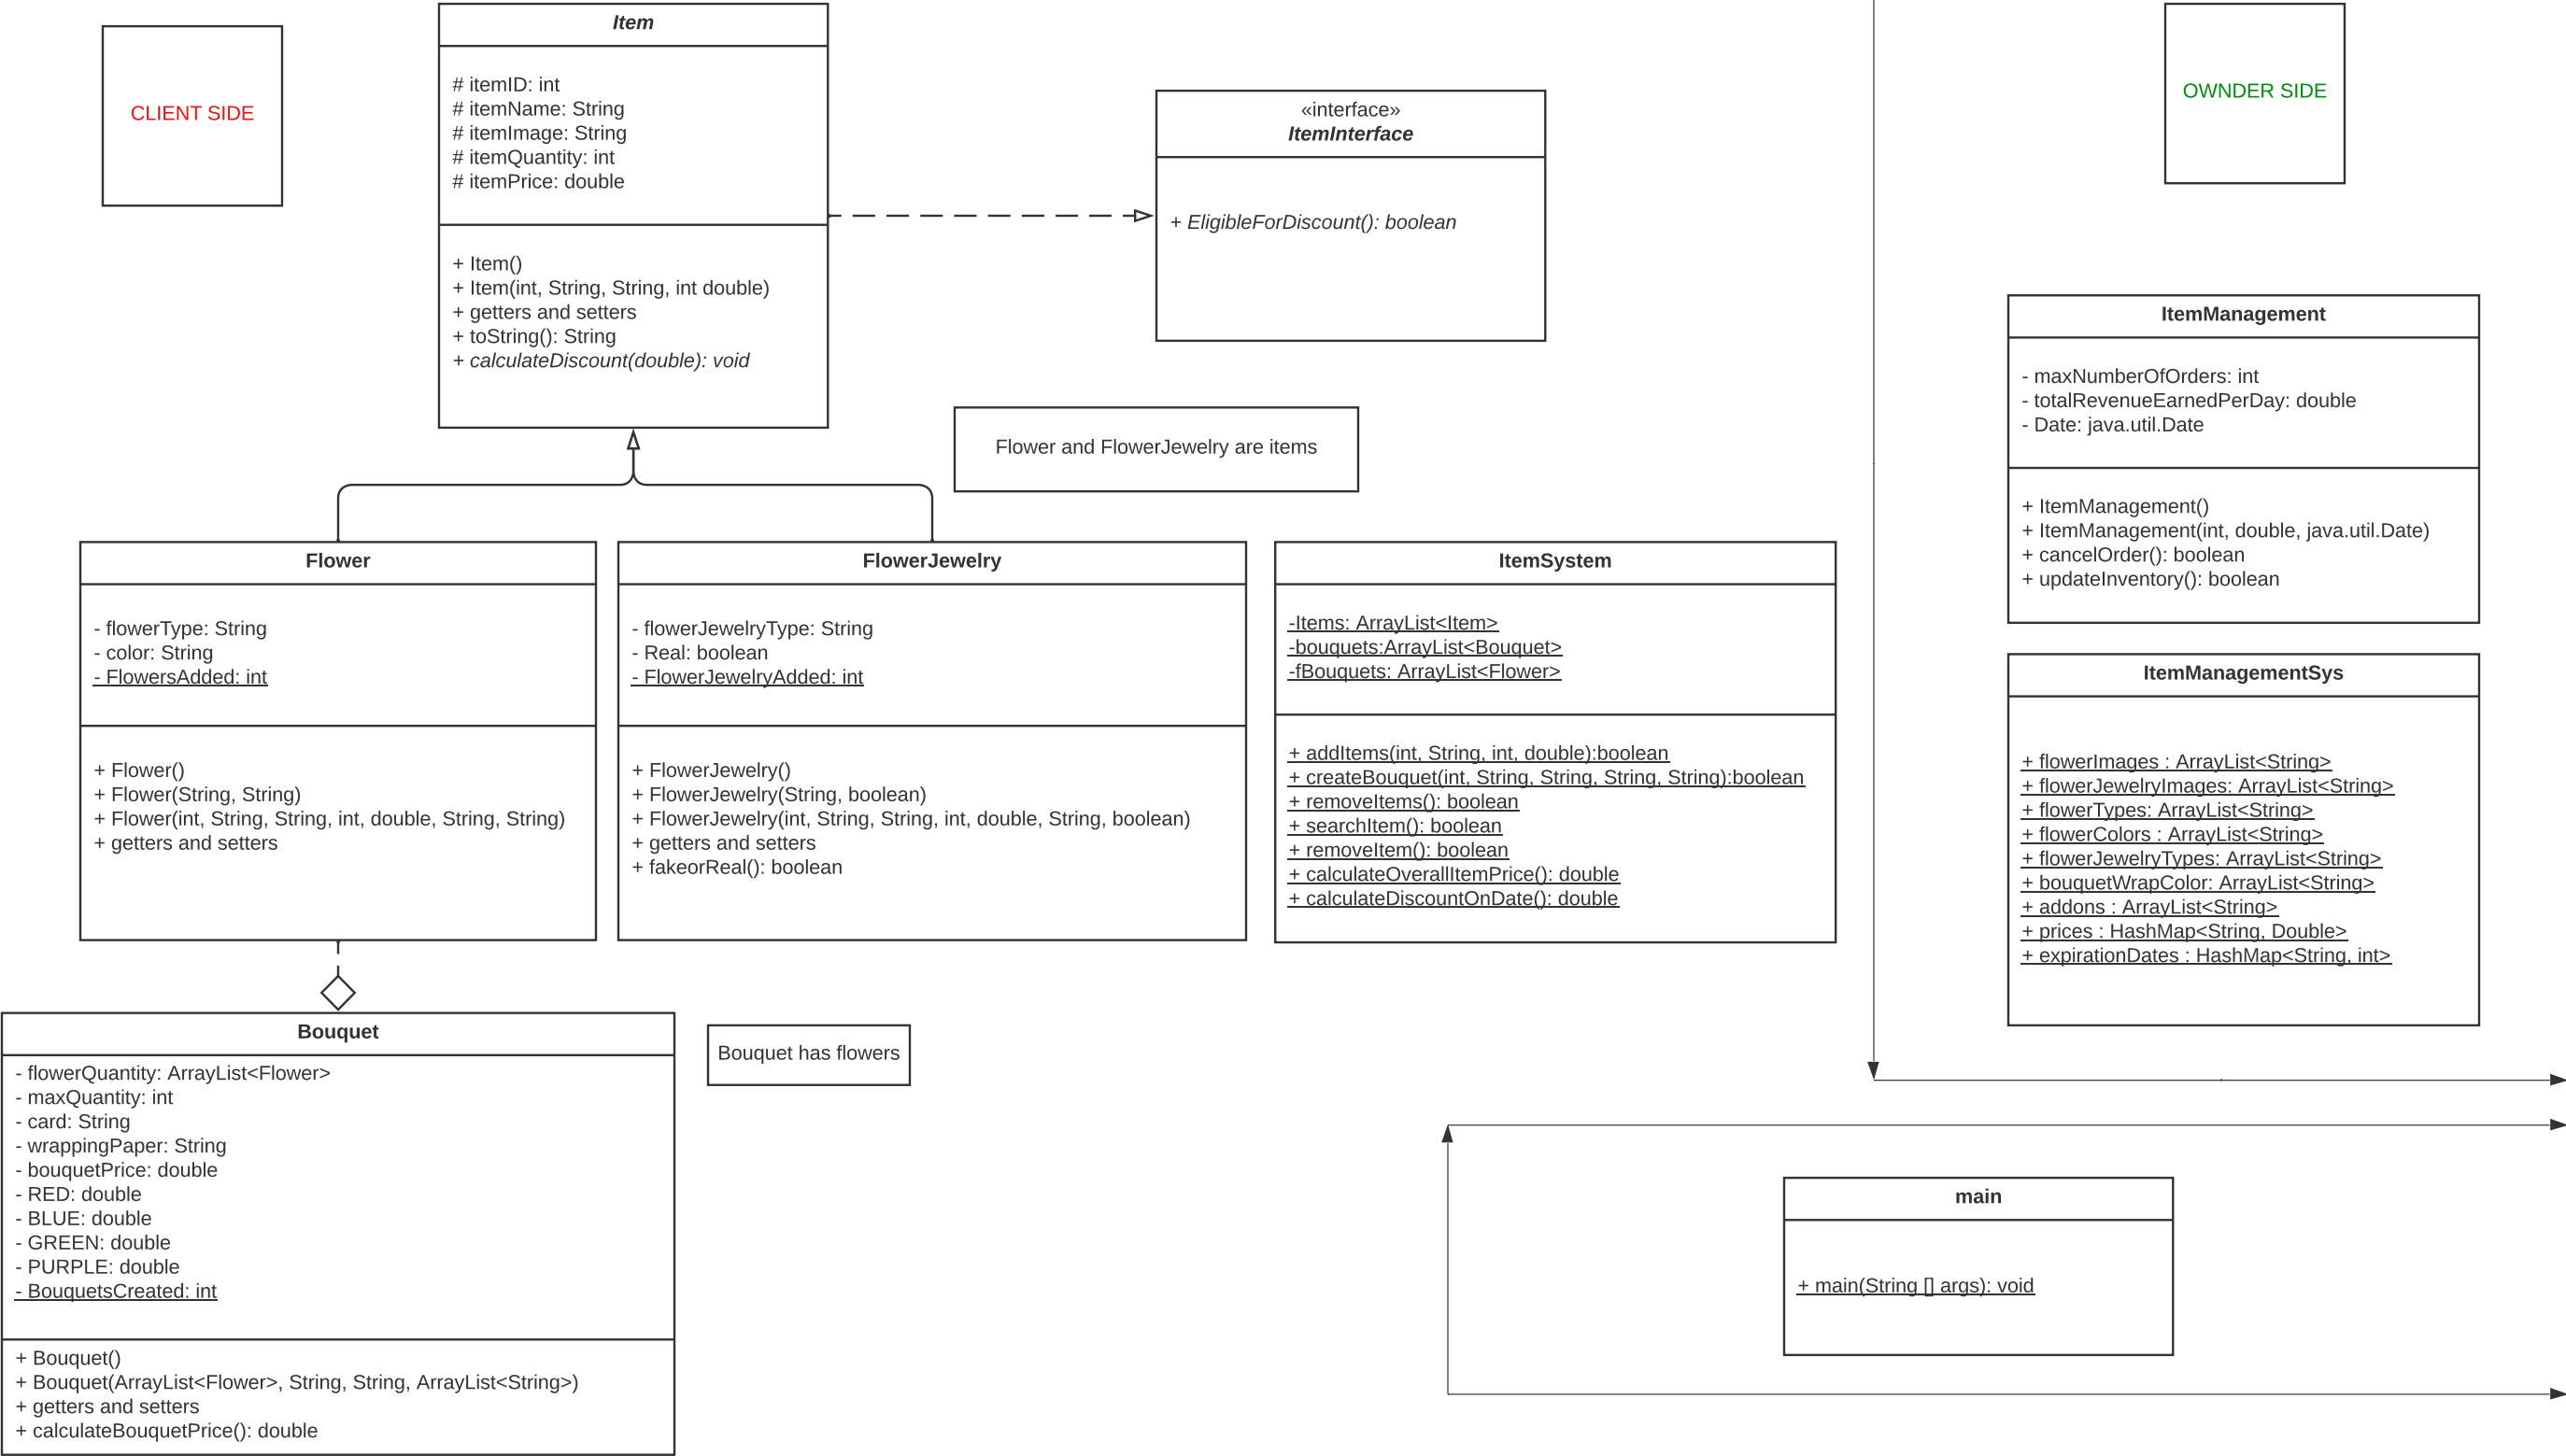 CLIENT SIDE
Item
# itemID: int
# itemName: String
# itemImage: String
# itemQuantity: int
# itemPrice: double
+ Item()
+ Item(int, String, String, int double)
+ getters and setters
+ toString(): String
+ calculateDiscount(double): void
«interface»
ItemInterface
+ EligibleForDiscount(): boolean
OWNDER SIDE
Flower and FlowerJewelry are items
ItemManagement
- maxNumberOfOrders: int
- totalRevenueEarnedPerDay: double
- Date: java.util.Date
+ ItemManagement()
+ ItemManagement(int, double, java.util.Date)
+ cancelOrder(): boolean
+ updateInventory(): boolean
Flower
- flowerType: String
- color: String
- FlowersAdded: int
+ Flower()
+ Flower(String, String)
+ Flower(int, String, String, int, double, String, String)
+ getters and setters
FlowerJewelry
- flowerJewelryType: String
- Real: boolean
- FlowerJewelryAdded: int
+ FlowerJewelry()
+ FlowerJewelry(String, boolean)
+ FlowerJewelry(int, String, String, int, double, String, boolean)
+ getters and setters
+ fakeorReal(): boolean
ItemSystem
-Items: ArrayList<Item>
-bouquets:ArrayList<Bouquet>
-fBouquets: ArrayList<Flower>
+ addItems(int, String, int, double):boolean
+ createBouquet(int, String, String, String, String):boolean
+ removeItems(): boolean
+ searchItem(): boolean
+ removeItem(): boolean
+ calculateOverallItemPrice(): double
+ calculateDiscountOnDate(): double
ItemManagementSys
+ flowerImages : ArrayList<String>
+ flowerJewelryImages: ArrayList<String>
+ flowerTypes: ArrayList<String>
+ flowerColors : ArrayList<String>
+ flowerJewelryTypes: ArrayList<String>
+ bouquetWrapColor: ArrayList<String>
+ addons : ArrayList<String>
+ prices : HashMap<String, Double>
+ expirationDates : HashMap<String, int>
Bouquet
- flowerQuantity: ArrayList<Flower>
- maxQuantity: int
- card: String
- wrappingPaper: String
- bouquetPrice: double
- RED: double
- BLUE: double
- GREEN: double
- PURPLE: double
- BouquetsCreated: int
+ Bouquet()
+ Bouquet(ArrayList<Flower>, String, String, ArrayList<String>)
+ getters and setters
+ calculateBouquetPrice(): double
Bouquet has flowers
main
+ main(String [] args): void